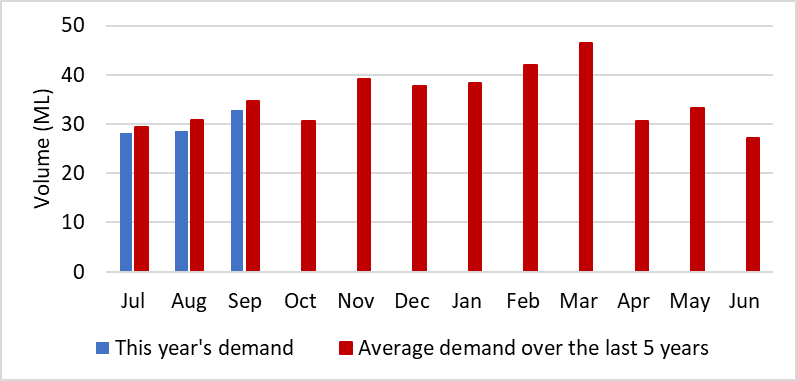 Volume (ML)
50
40
30
20
10
0
Jul Aug Sep Oct Nov Dec Jan Feb Mar Apr May Jun
This year's demand Average demand over the last 5 years